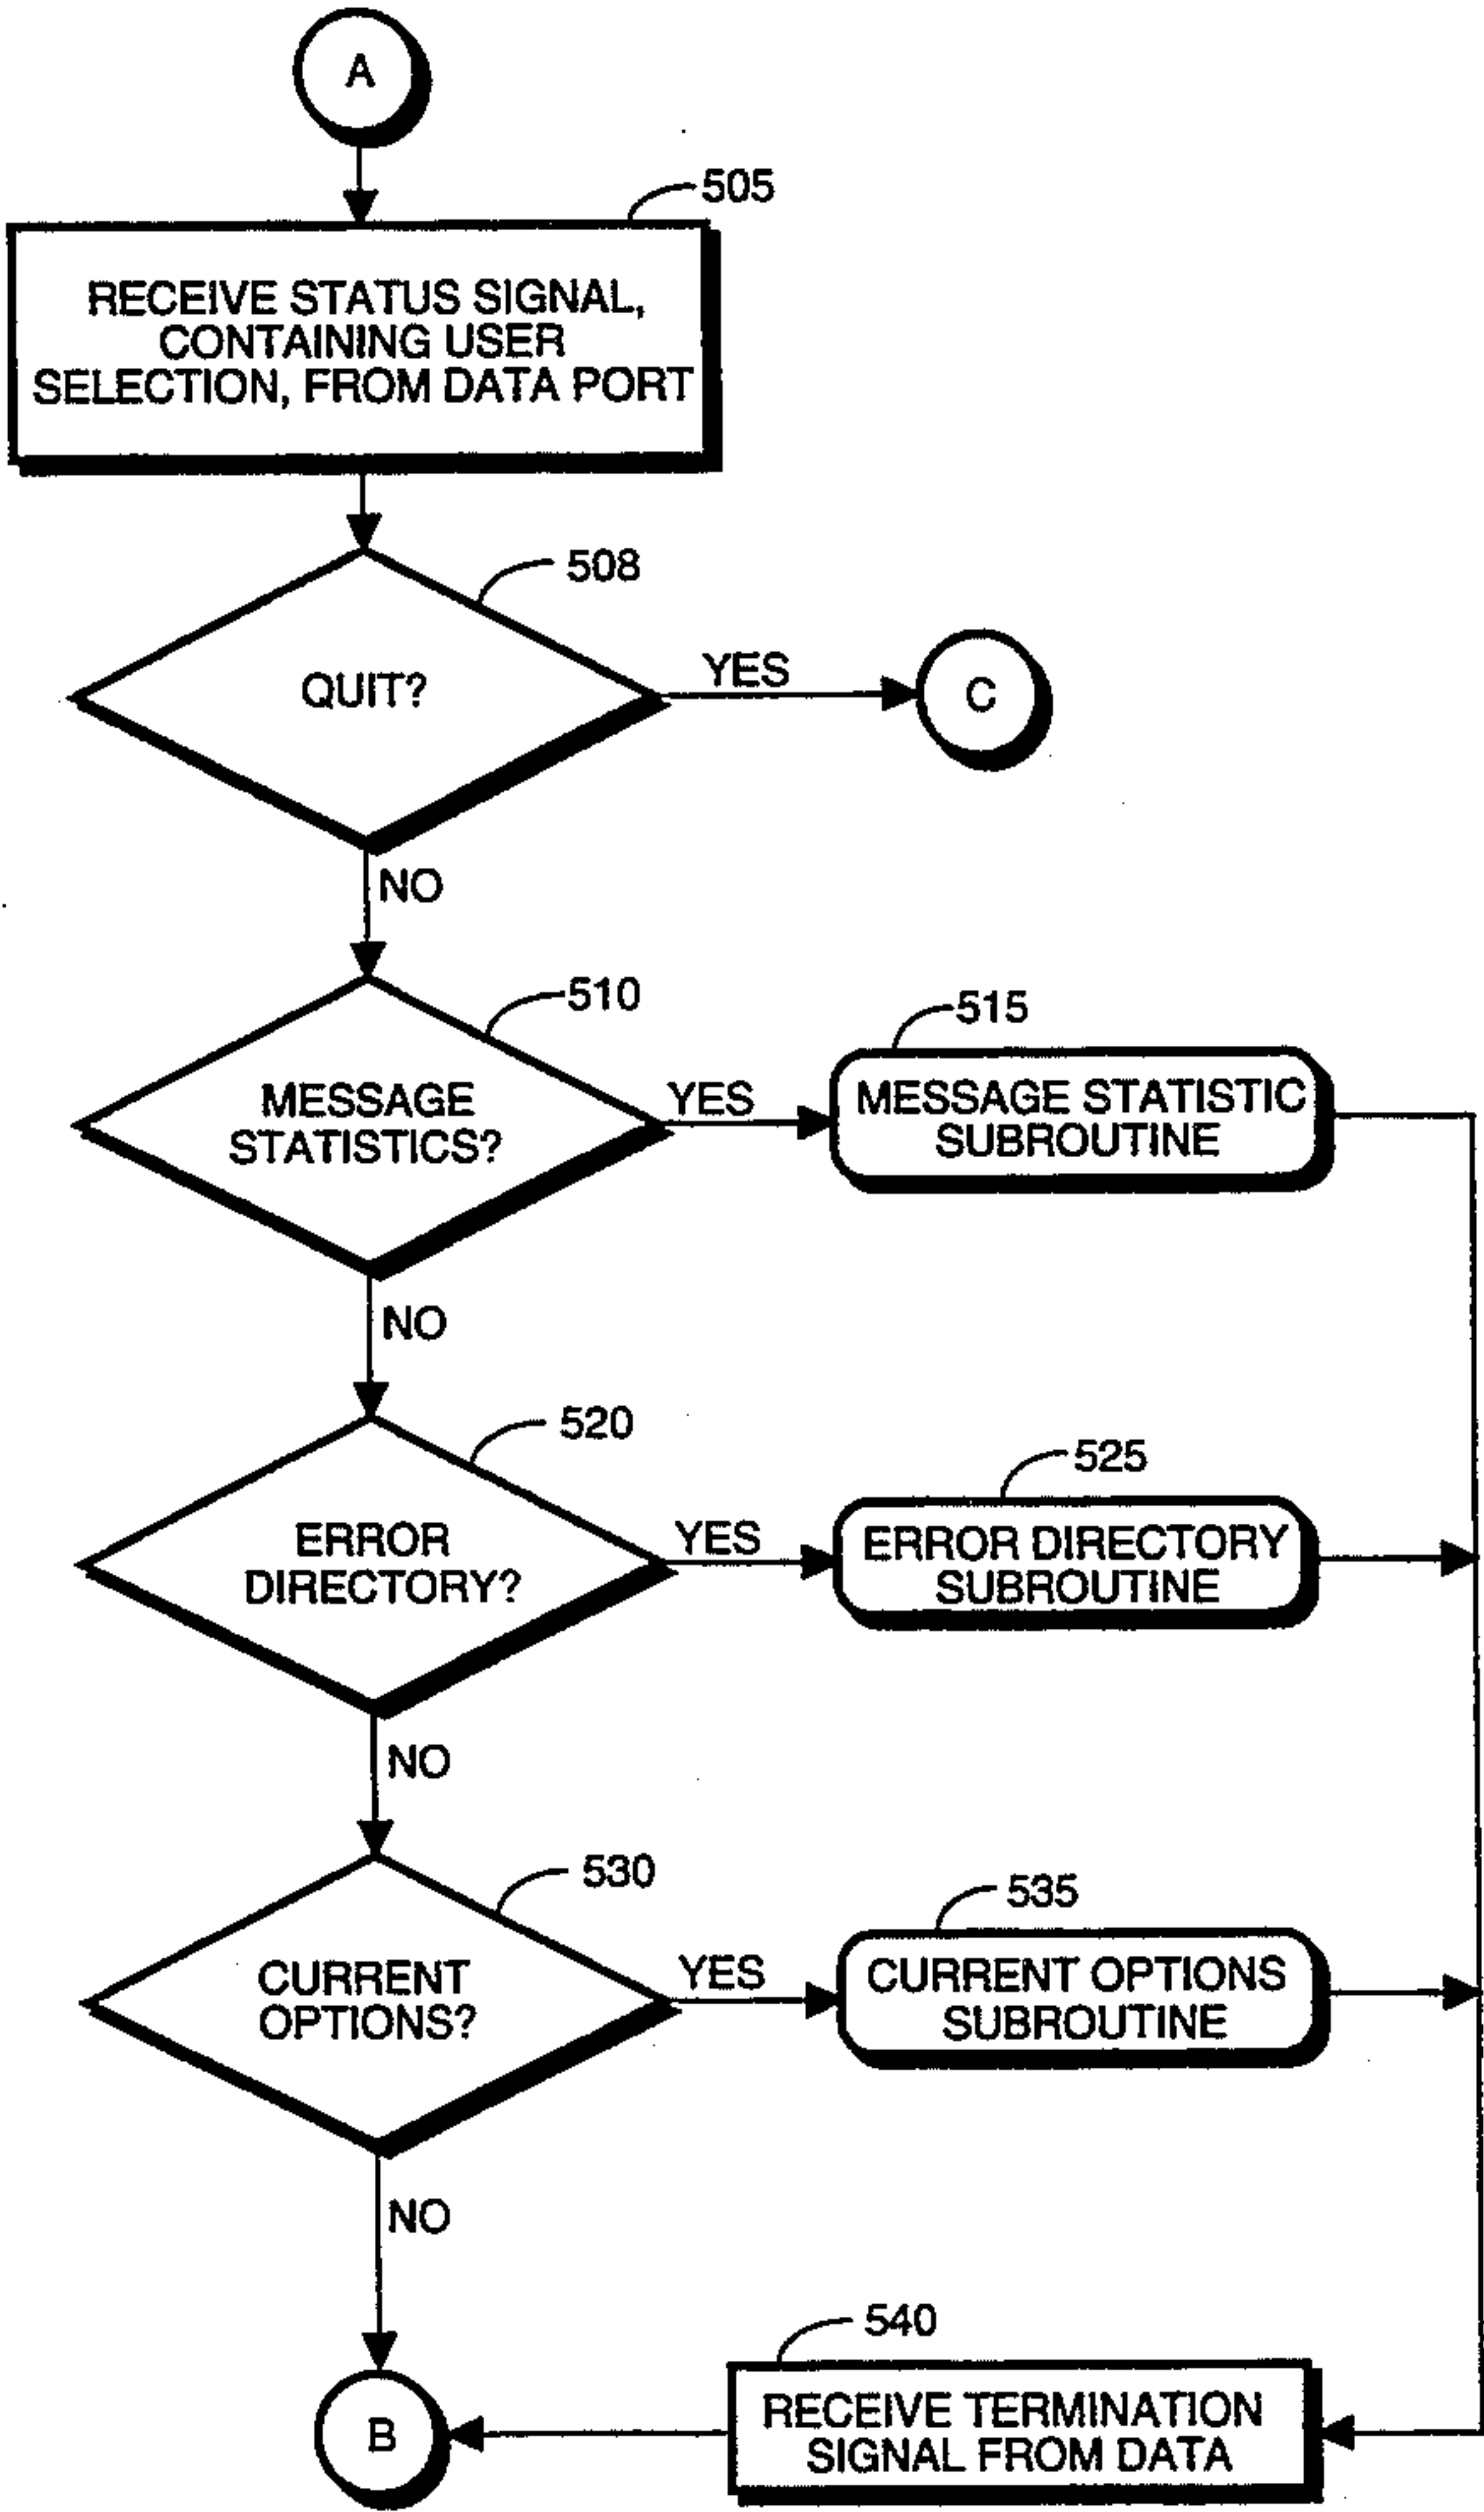 A
505
RECEIVE STATUS SIGNAL,
CONTAINING USER
SELECTION, FROM DATA PORT
508
QUIT?
YES
C
NO
510
MESSAGE
STATISTICS?
YES
515
MESSAGE STATISTIC
SUBROUTINE
NO
520
ERROR
DIRECTORY?
YES
525
ERROR DIRECTORY
SUBROUTINE
NO
530
CURRENT
OPTIONS?
YES
535
CURRENT OPTIONS
SUBROUTINE
NO
540
RECEIVE TERMINATION
SIGNAL FROM DATA
B